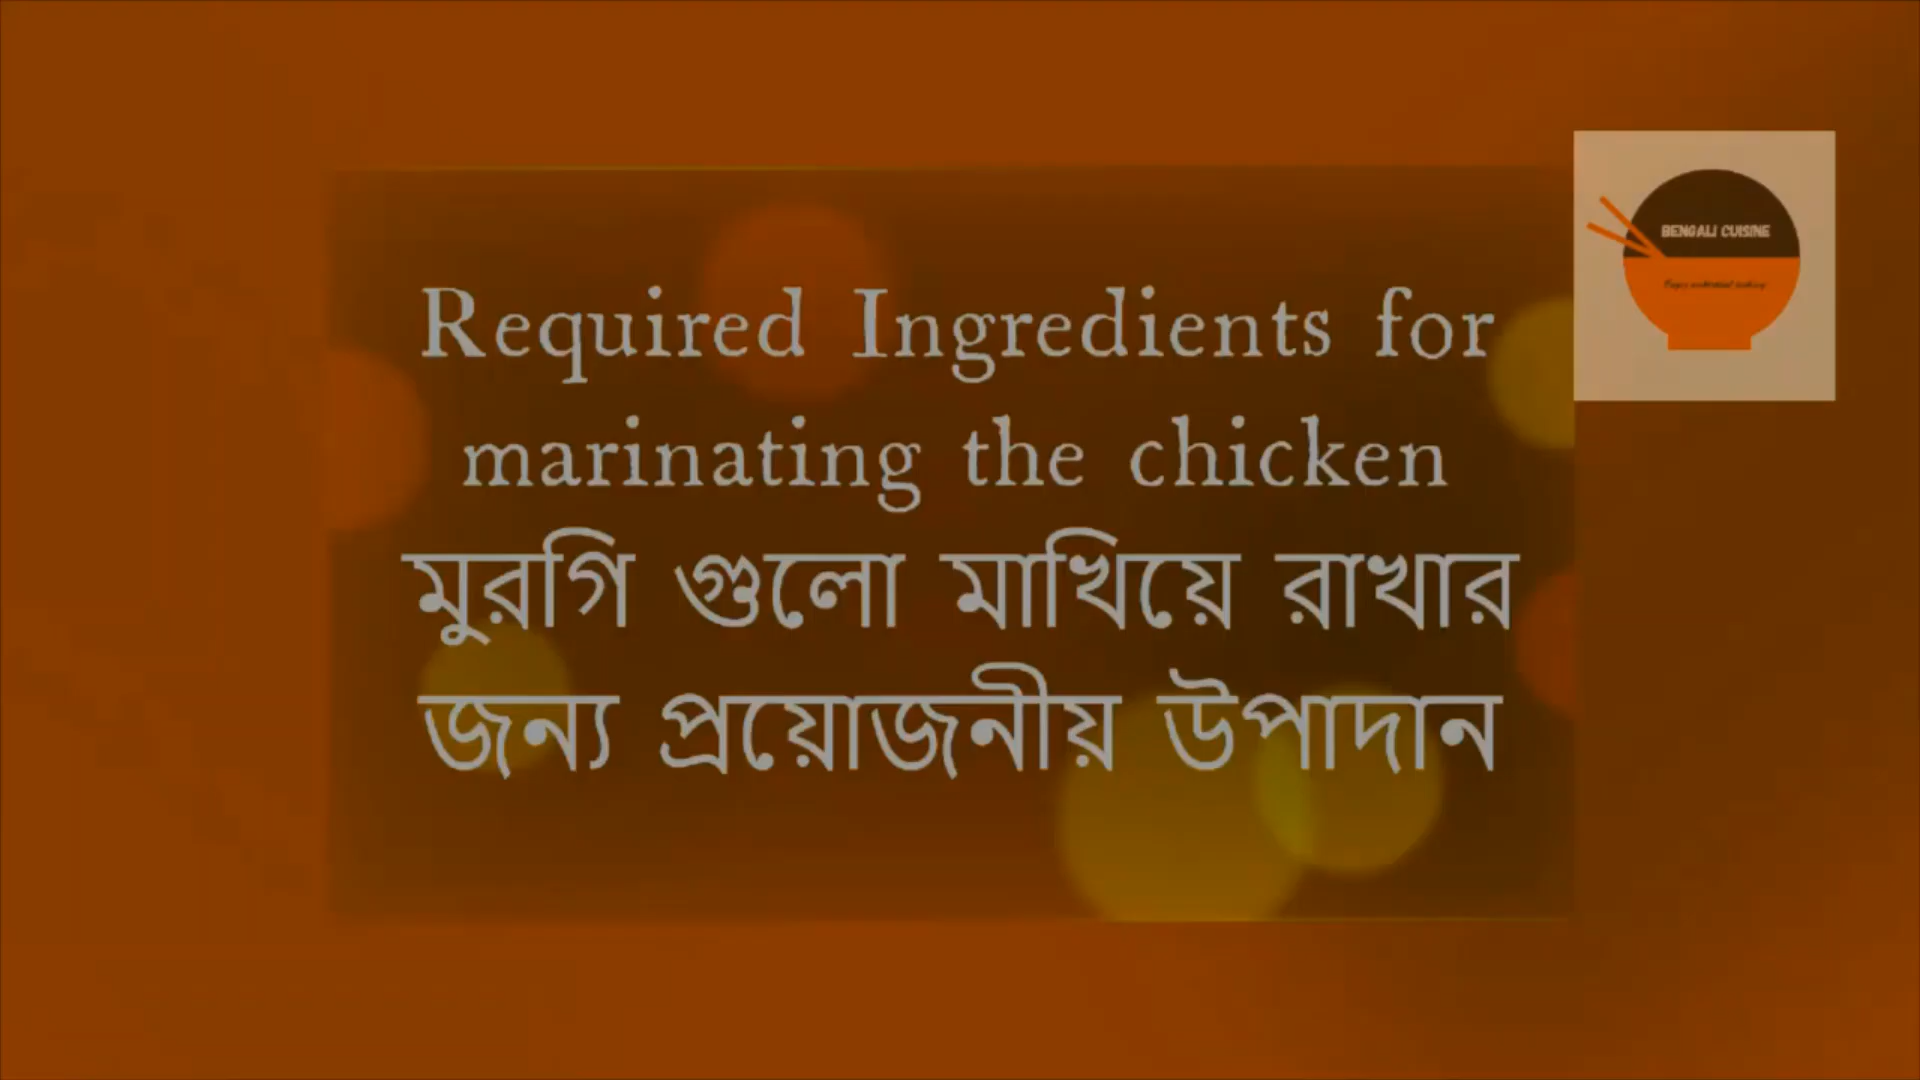 Required Ingredients for
marinating the chicken
মুরগি গুলো মাখিয়ে রাখার
জন্য প্রয়োজনীয় উপাদান
BENGALI CUISINE